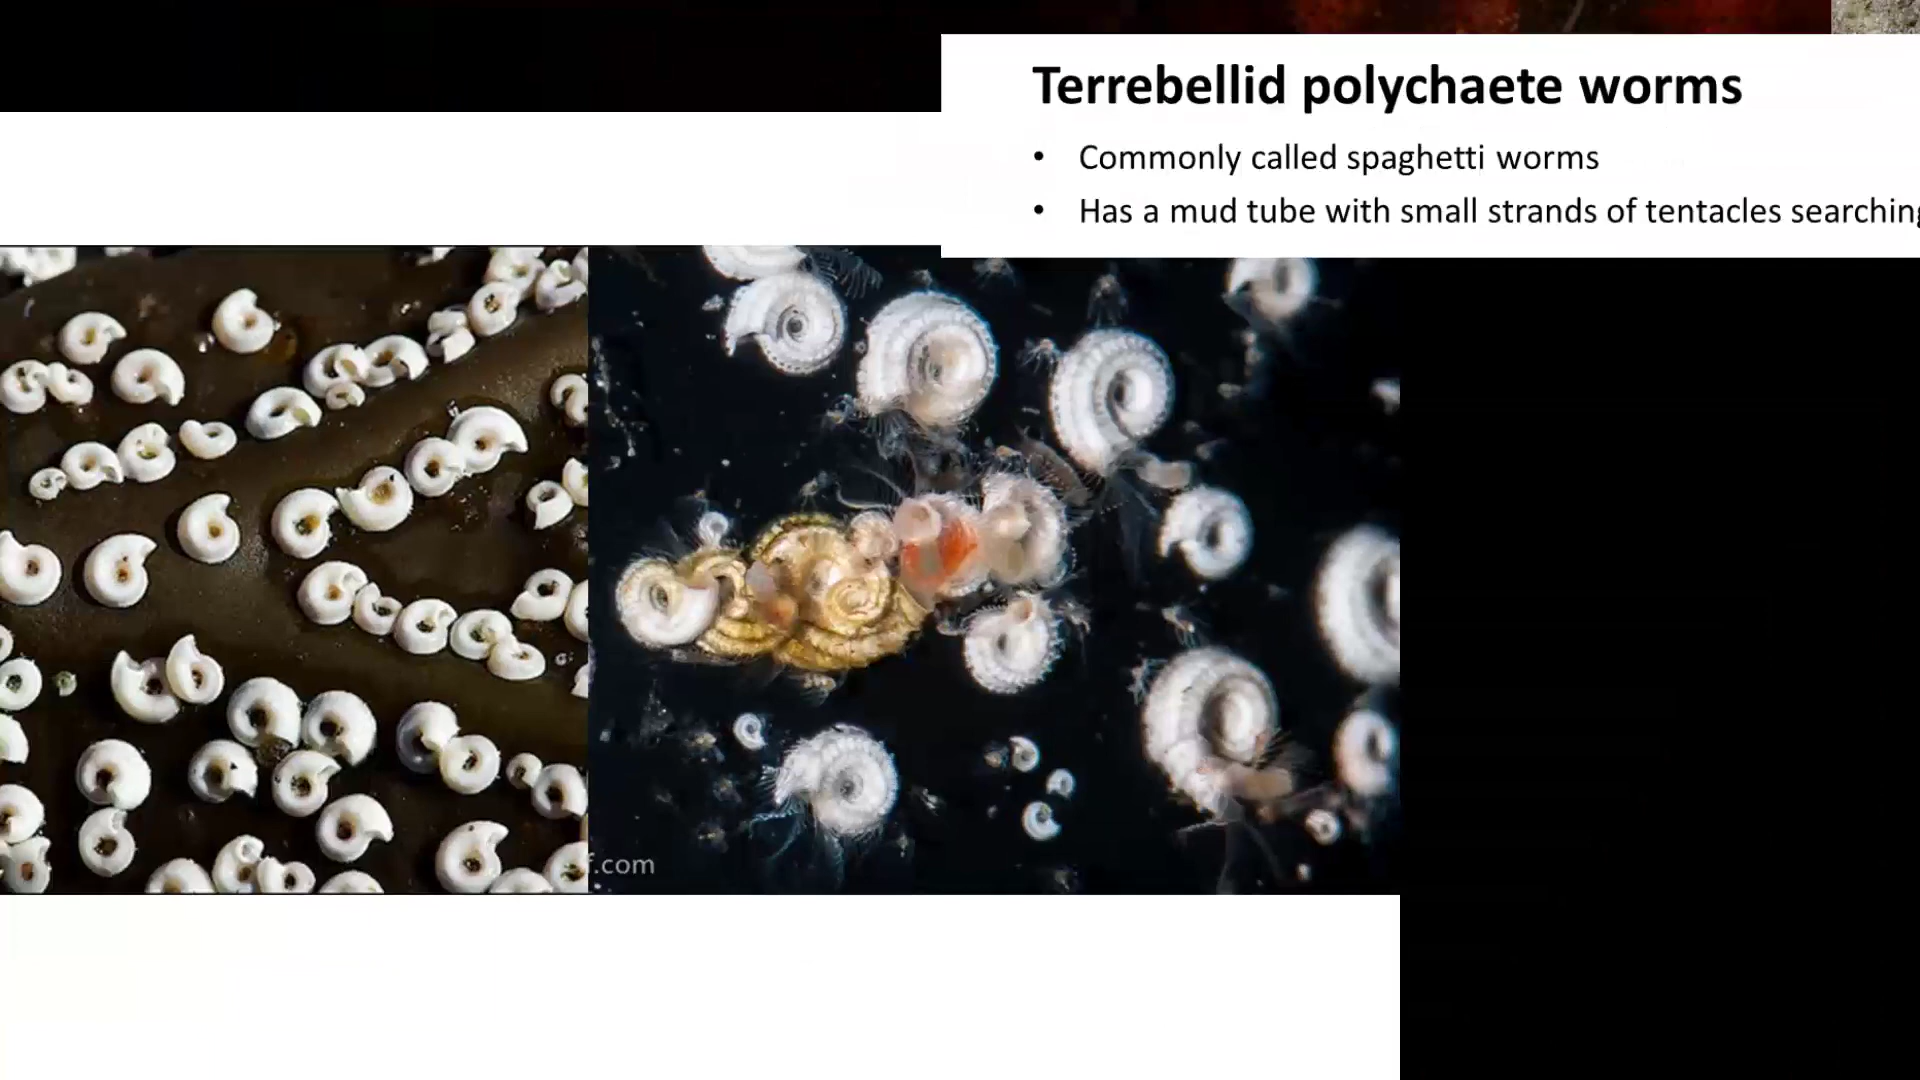 Terrebellid polychaete worms
• Commonly called spaghetti worms
• Has a mud tube with small strands of tentacles searching
f.com